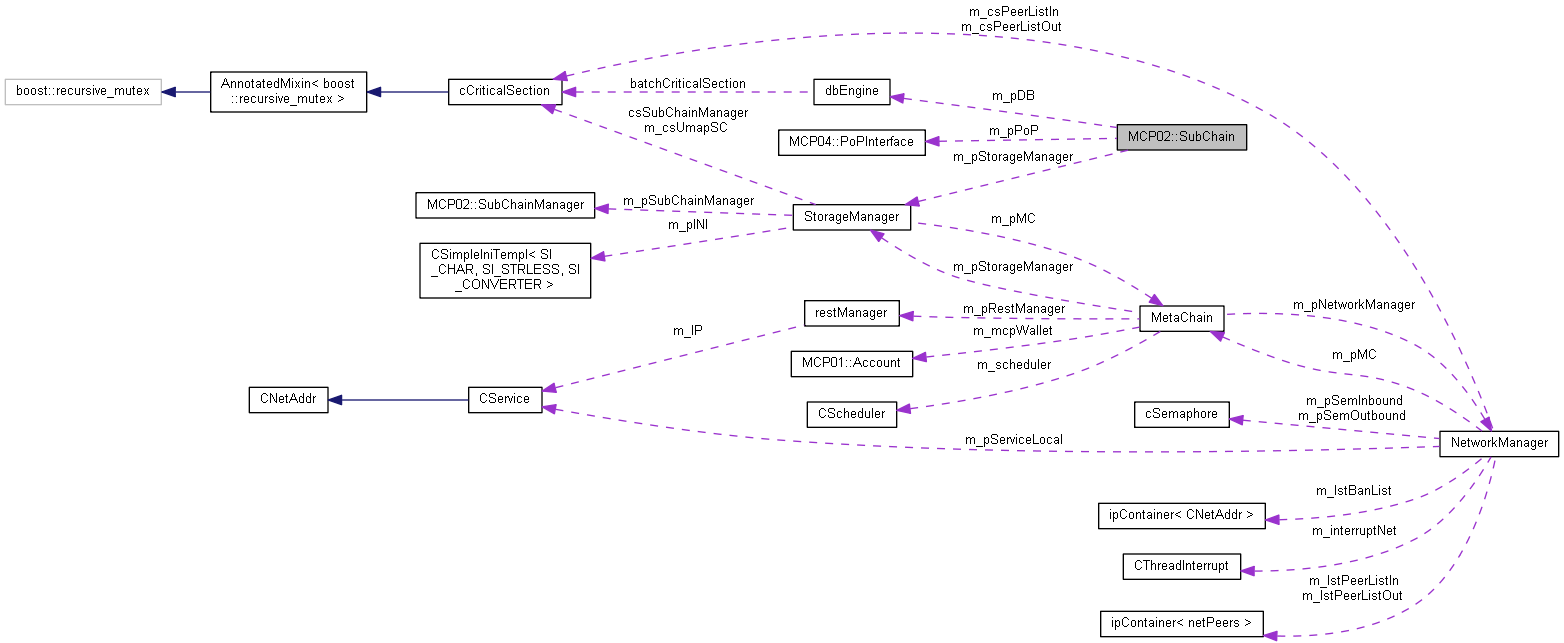 m_csPeerListIn
m_csPeerListOut
boost::recursive_mutex
AnnotatedMixin< boost
::recursive_mutex >
cCriticalSection
batchCriticalSection
dbEngine
m_pDB
csSubChainManager
m_csUmapSC
MCP04::PoPInterface
m_pPoP
MCP02::SubChain
m_pStorageManager
MCP02::SubChainManager
m_pSubChainManager
StorageManager
m_pINI
m_pMC
CSimpleIniTempl< SI
_CHAR, SI_STRLESS, SI
_CONVERTER >
m_pStorageManager
restManager
m_pRestManager
MetaChain
m_pNetworkManager
m_IP
m_mcpWallet
MCP01::Account
m_pMC
m_scheduler
CNetAddr
CService
CScheduler
cSemaphore
m_pSemInbound
m_pSemOutbound
m_pServiceLocal
NetworkManager
m_lstBanList
ipContainer< CNetAddr >
m_interruptNet
CThreadInterrupt
m_lstPeerListIn
m_lstPeerListOut
ipContainer< netPeers >